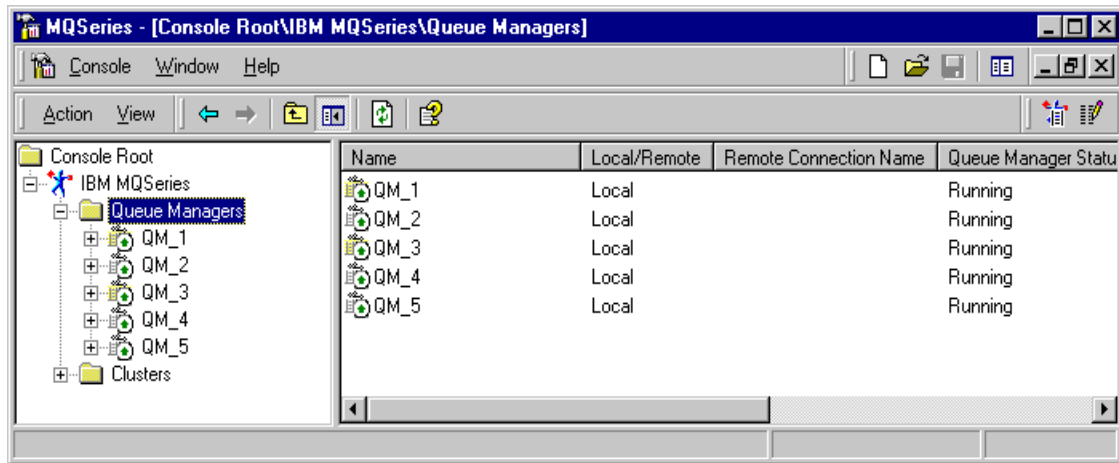 MQSeries - [Console Root\IBM MQSeries\Queue Managers]
Console Window Help
Action View
Console Root
IBM MQSeries
Queue Managers
QM_1
QM_2
QM_3
QM_4
QM_5
Clusters
Name Local/Remote Remote Connection Name Queue Manager Statu
QM_1 Local Running
QM_2 Local Running
QM_3 Local Running
QM_4 Local Running
QM_5 Local Running